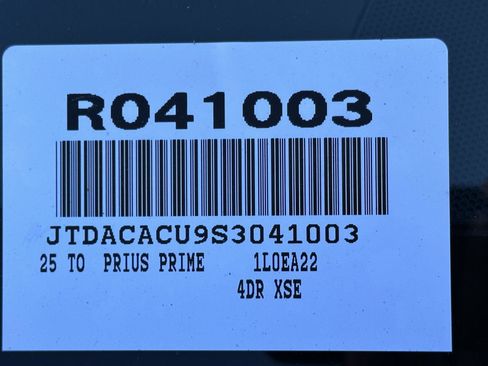 R041003
JTDACACU9S3041003
25 TO PRIUS PRIME 1L0EA22
4DR XSE